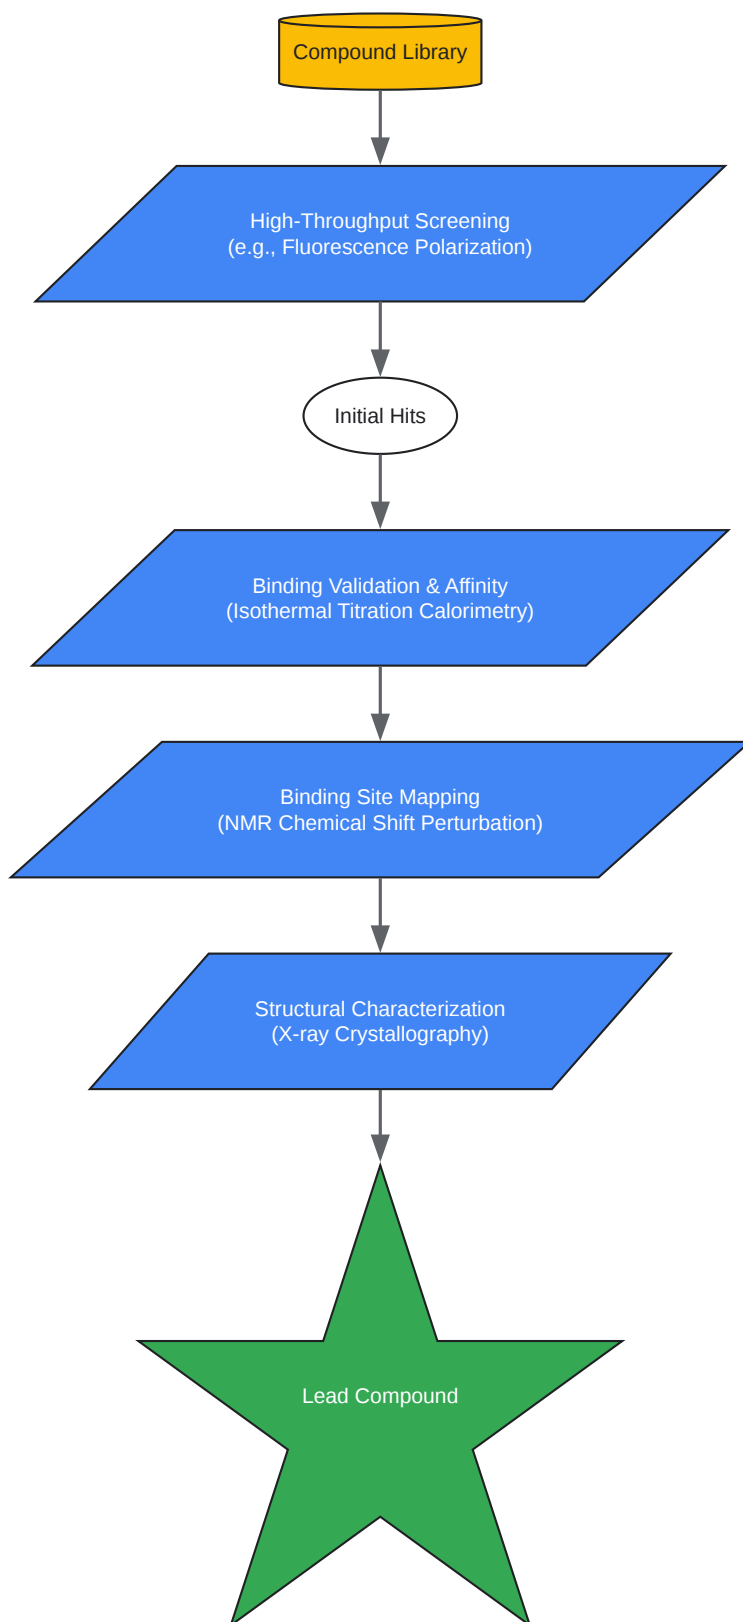 Compound Library
High-Throughput Screening
(e.g., Fluorescence Polarization)
Initial Hits
Binding Validation & Affinity
(Isothermal Titration Calorimetry)
Binding Site Mapping
(NMR Chemical Shift Perturbation)
Structural Characterization
(X-ray Crystallography)
Lead Compound